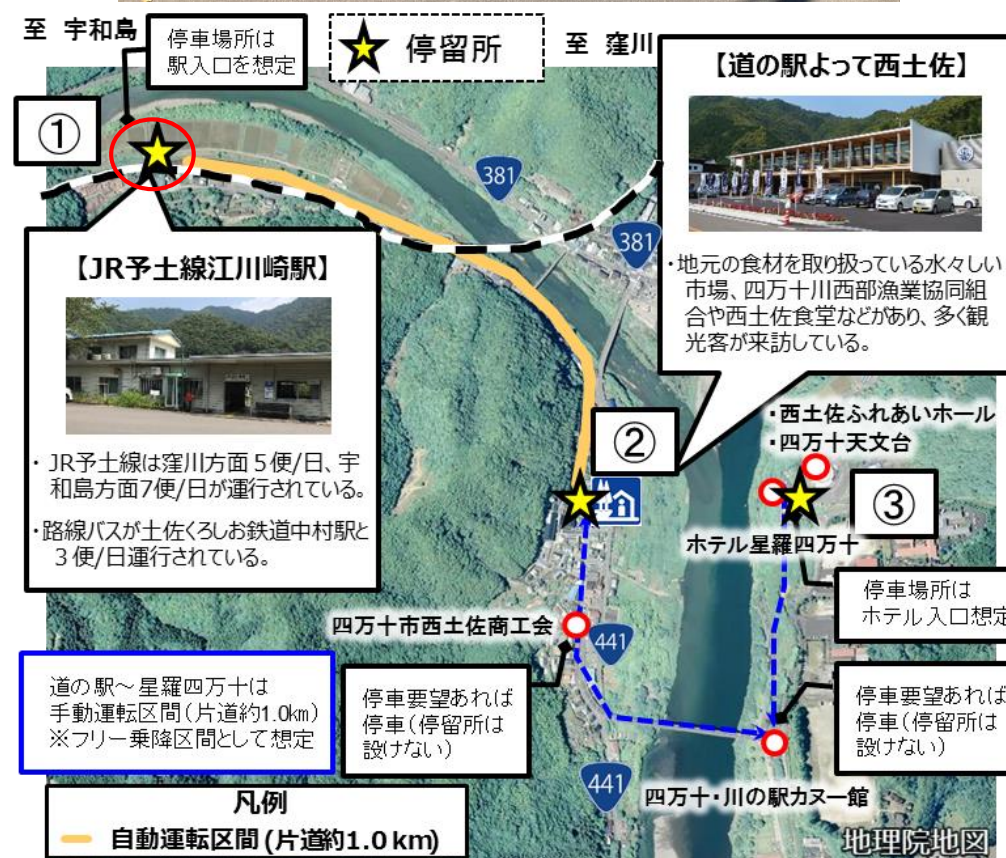 至 宇和島
停車場所は
駅入口を想定
停留所
至 窪川
①
381
381
【道の駅よって西土佐】
・地元の食材を取り扱っている水々しい
市場、四万十川西部漁業協同組
合や西土佐食堂などがあり、多く観
光客が来訪している。
【JR予土線江川崎駅】
・ JR予土線は窪川方面５便/日、宇
和島方面7便/日が運行されている。
・路線バスが土佐くろしお鉄道中村駅と
３便/日運行されている。
②
・西土佐ふれあいホール
・四万十天文台
③
ホテル星羅四万十
停車場所は
ホテル入口想定
四万十市西土佐商工会
441
道の駅～星羅四万十は
手動運転区間(片道約1.0km)
※フリー乗降区間として想定
停車要望あれば
停車(停留所は
設けない)
停車要望あれば
停車(停留所は
設けない)
441
四万十・川の駅カヌー館
凡例
自動運転区間 (片道約1.0 km)
地理院地図